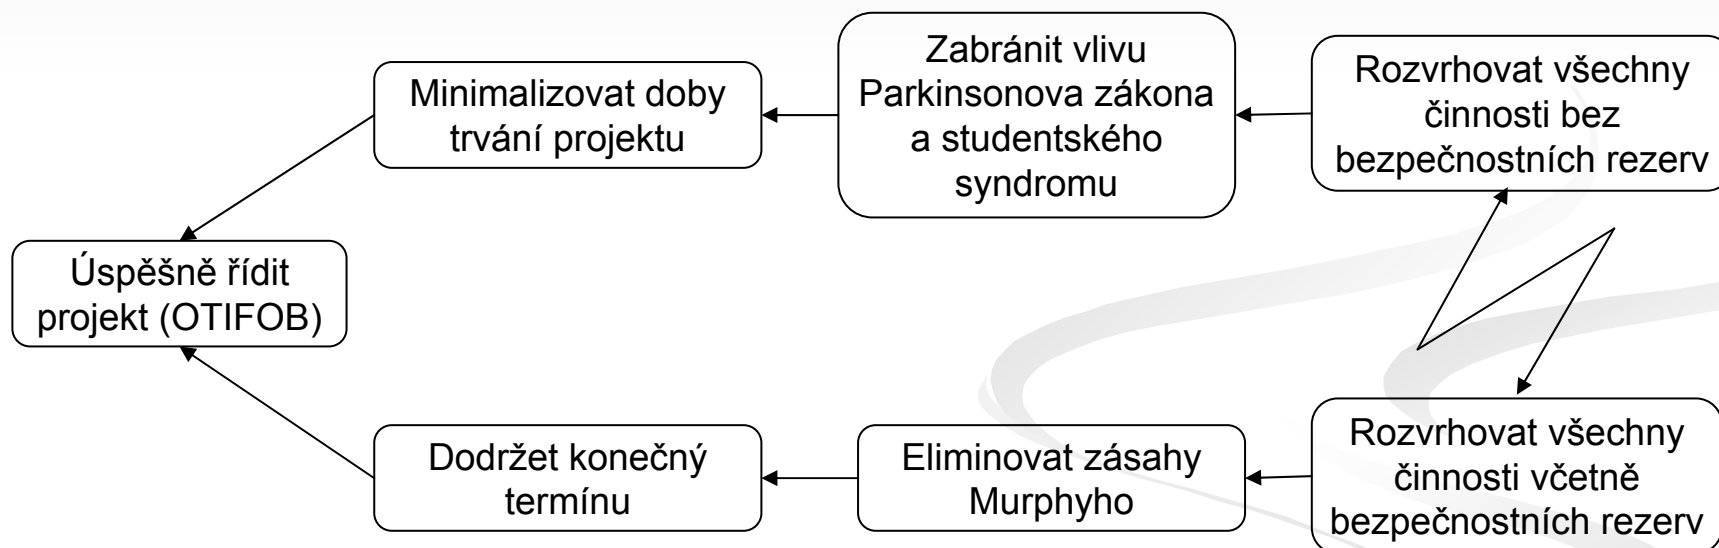 Minimalizovat doby
trvání projektu
Zabránit vlivu
Parkinsonova zákona
a studentského
syndromu
Rozvrhovat všechny
činnosti bez
bezpečnostních rezerv
Úspěšně řídit
projekt (OTIFOB)
Dodržet konečný
termínu
Eliminovat zásahy
Murphyho
Rozvrhovat všechny
činnosti včetně
bezpečnostních rezerv